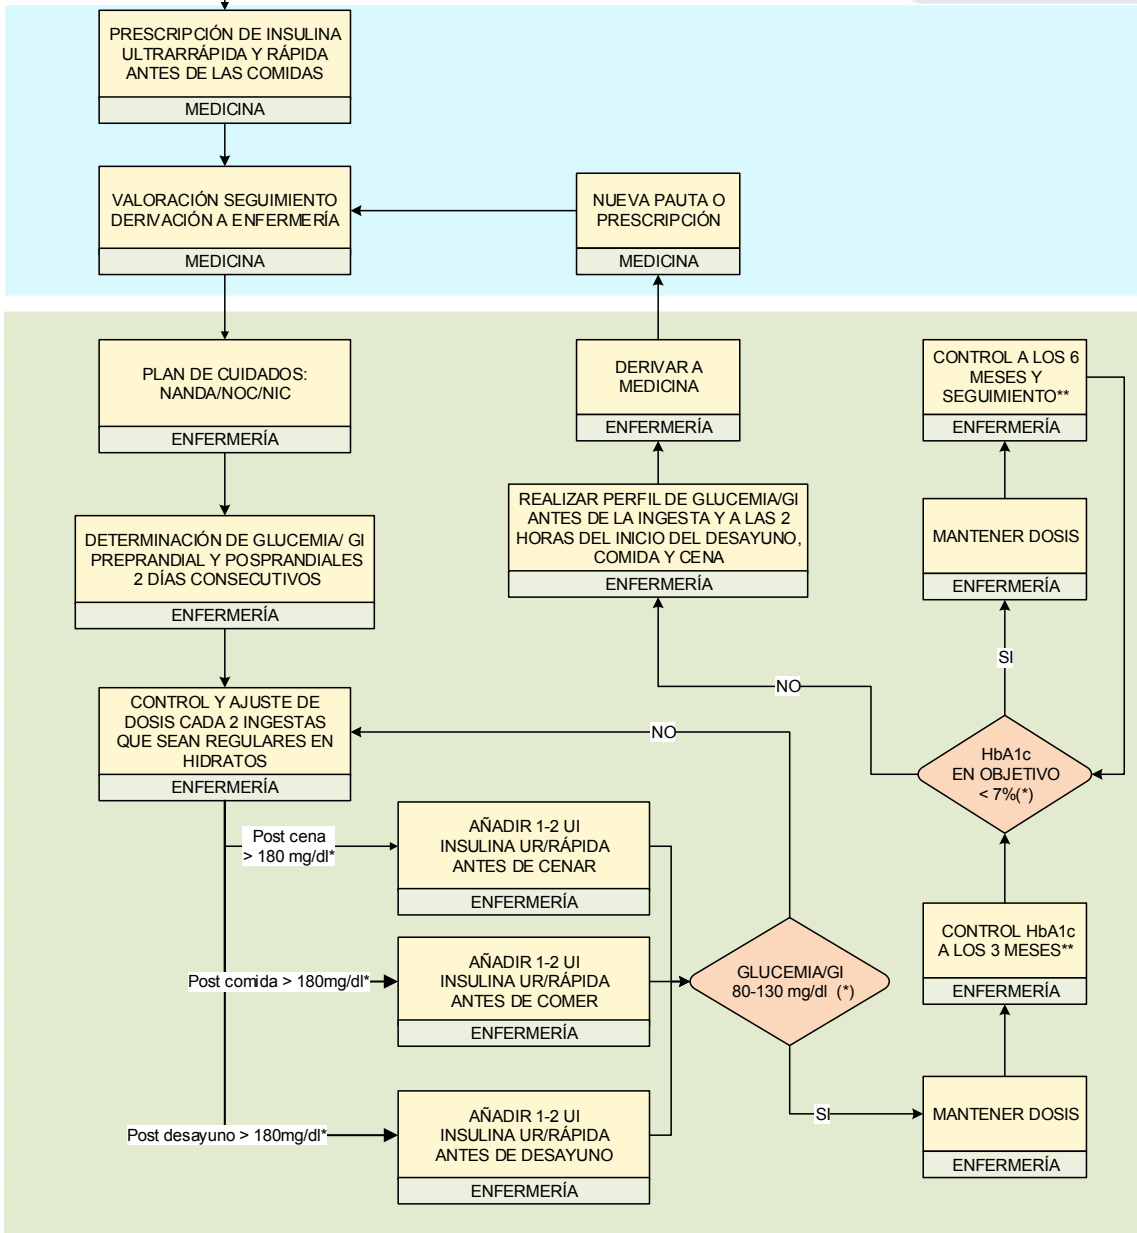 PRESCRIPCIÓN DE INSULINA
ULTRARRÁPIDA Y RÁPIDA
ANTES DE LAS COMIDAS
MEDICINA
VALORACIÓN SEGUIMIENTO
DERIVACIÓN A ENFERMERÍA
MEDICINA
NUEVA PAUTA O
PRESCRIPCIÓN
MEDICINA
PLAN DE CUIDADOS:
NANDA/NOC/NIC
ENFERMERÍA
DERIVAR A
MEDICINA
ENFERMERÍA
CONTROL A LOS 6
MESES Y
SEGUIMIENTO**
ENFERMERÍA
DETERMINACIÓN DE GLUCEMIA/ GI
PREPRANDIAL Y POSPRANDIALES
2 DÍAS CONSECUTIVOS
ENFERMERÍA
REALIZAR PERFIL DE GLUCEMIA/GI
ANTES DE LA INGESTA Y A LAS 2
HORAS DEL INICIO DEL DESAYUNO,
COMIDA Y CENA
ENFERMERÍA
MANTENER DOSIS
ENFERMERÍA
SI
NO
CONTROL Y AJUSTE DE
DOSIS CADA 2 INGESTAS
QUE SEAN REGULARES EN
HIDRATOS
ENFERMERÍA
NO
HbA1c
EN OBJETIVO
< 7%(*)
Post cena
> 180 mg/dl*
AÑADIR 1-2 UI
INSULINA UR/RÁPIDA
ANTES DE CENAR
ENFERMERÍA
CONTROL HbA1c
A LOS 3 MESES**
ENFERMERÍA
Post comida > 180mg/dl*
AÑADIR 1-2 UI
INSULINA UR/RÁPIDA
ANTES DE COMER
ENFERMERÍA
GLUCEMIA/GI
80-130 mg/dl (*)
Post desayuno > 180mg/dl*
AÑADIR 1-2 UI
INSULINA UR/RÁPIDA
ANTES DE DESAYUNO
ENFERMERÍA
SI
MANTENER DOSIS
ENFERMERÍA